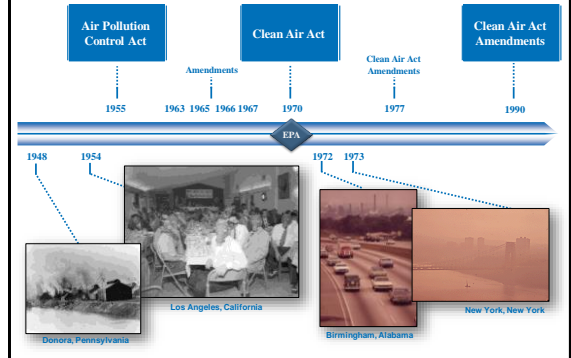 Air Pollution
Control Act
Clean Air Act
Clean Air Act
Amendments
Amendments
Clean Air Act
Amendments
1955
1963 1965 1966 1967
1970
1977
1990
EPA
1948
1954
1972
1973
Los Angeles, California
New York, New York
Donora, Pennsylvania
Birmingham, Alabama